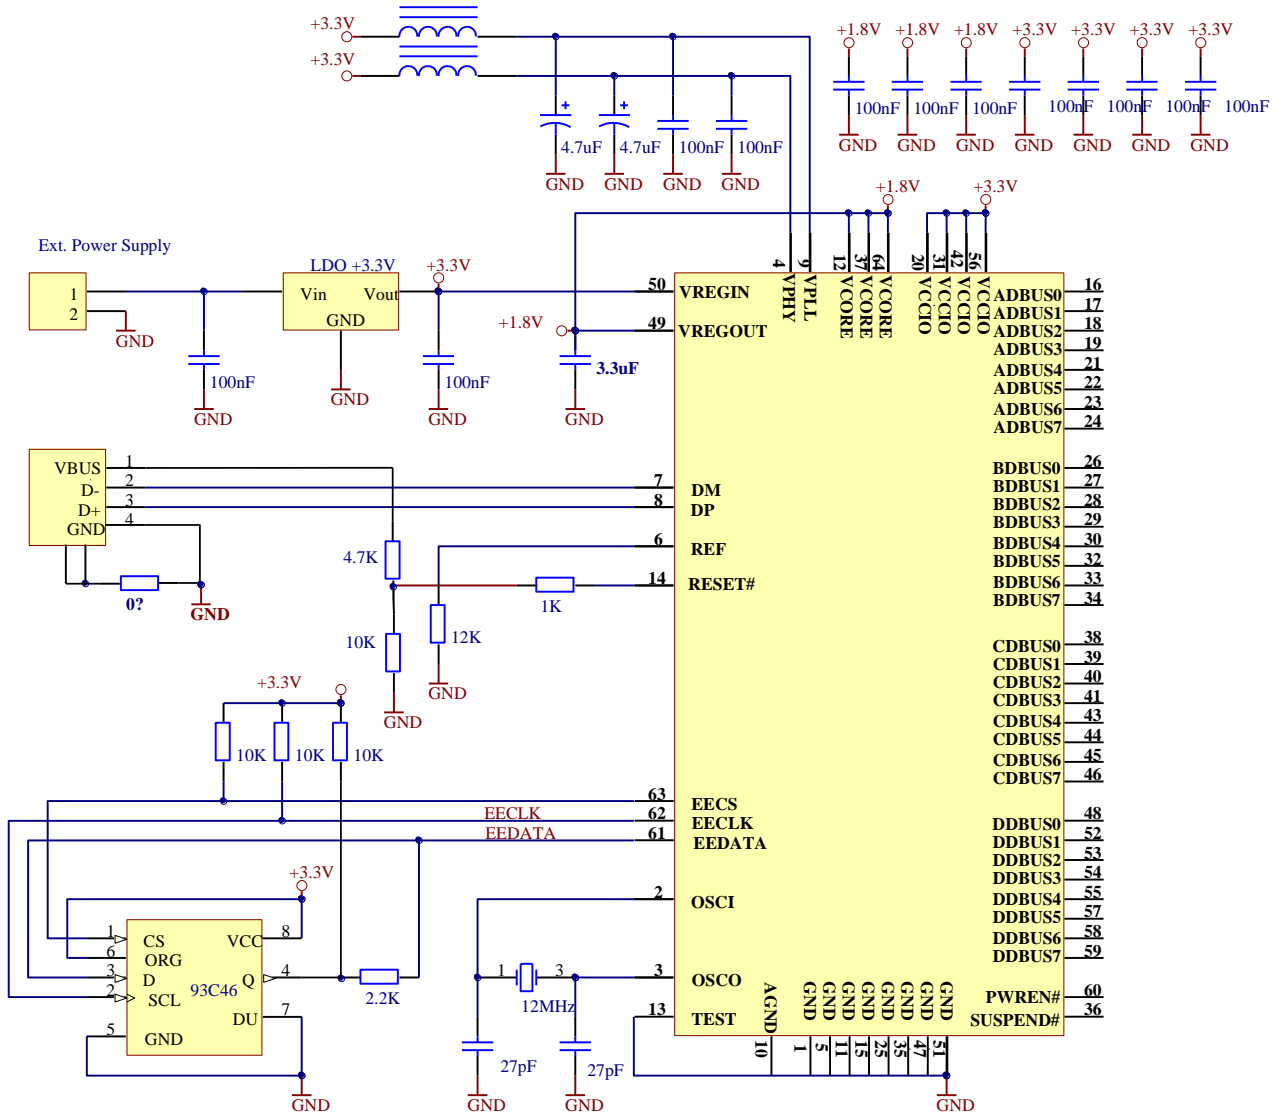 +3.3V
+3.3V
4.7uF 4.7uF 100nF 100nF
GND GND GND GND
+1.8V +1.8V +1.8V +3.3V +3.3V +3.3V +3.3V
100nF 100nF 100nF 100nF 100nF 100nF 100nF
GND GND GND GND GND GND GND
Ext. Power Supply
1
2
GND
100nF
GND
LDO +3.3V
Vin Vout
GND
GND
+3.3V
100nF
GND
+1.8V
3.3uF
GND
+1.8V
+3.3V
4 9 12 37 64 20 31 42 56
VPHY VPLL VCORE VCORE VCORE VCCIO VCCIO VCCIO VCCIO
50 VREGIN
49 VREGOUT
7 DM
8 DP
6 REF
14 RESET#
63 EECS
62 EECLK
61 EEDATA
2 OSCI
3 OSCO
13 TEST
ADBUS0 16
ADBUS1 17
ADBUS2 18
ADBUS3 19
ADBUS4 21
ADBUS5 22
ADBUS6 23
ADBUS7 24
BDBUS0 26
BDBUS1 27
BDBUS2 28
BDBUS3 29
BDBUS4 30
BDBUS5 32
BDBUS6 33
BDBUS7 34
CDBUS0 38
CDBUS1 39
CDBUS2 40
CDBUS3 41
CDBUS4 43
CDBUS5 44
CDBUS6 45
CDBUS7 46
DDBUS0 48
DDBUS1 52
DDBUS2 53
DDBUS3 54
DDBUS4 55
DDBUS5 57
DDBUS6 58
DDBUS7 59
PWREN# 60
SUSPEND# 36
AGND GND GND GND GND GND GND GND GND
10 1 5 11 15 25 35 47 51
GND
VBUS 1
D- 2
D+ 3
GND 4
0?
GND
4.7K
1K
10K
12K
GND
GND
+3.3V
10K 10K 10K
EECLK
EEDATA
+3.3V
1 CS
6 ORG
3 D
2 SCL
5 GND
VCC 8
Q 4
DU 7
93C46
2.2K
GND
1 3
12MHz
27pF 27pF
GND GND